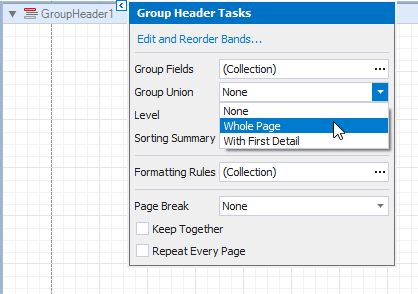 GroupHeader1
Group Header Tasks
Edit and Reorder Bands...
Group Fields (Collection) ...
Group Union None
None
Level
Whole Page
Sorting Summary With First Detail
Formatting Rules (Collection) ...
Page Break None
Keep Together
Repeat Every Page